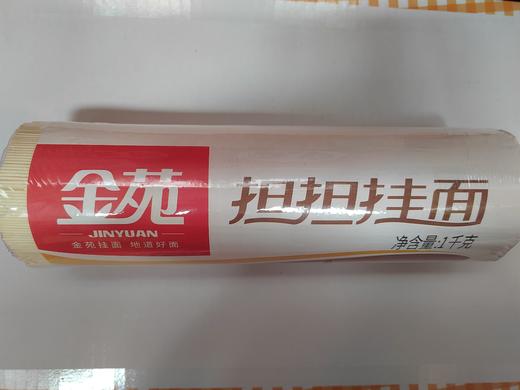 金苑
JINYUAN
金苑挂面 地道好面
担担挂面
净含量:1千克